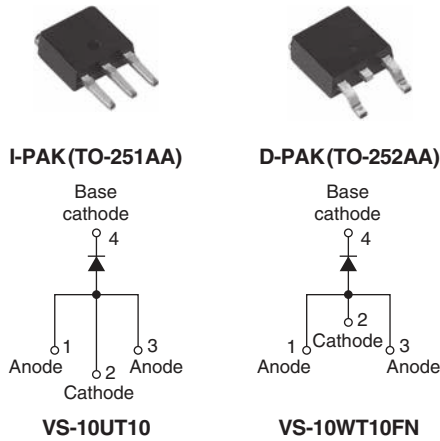 I-PAK (TO-251AA)
D-PAK (TO-252AA)
Base
cathode
4
1
Anode
2
Cathode
3
Anode
VS-10UT10
Base
cathode
4
2
Cathode
1
Anode
3
Anode
VS-10WT10FN